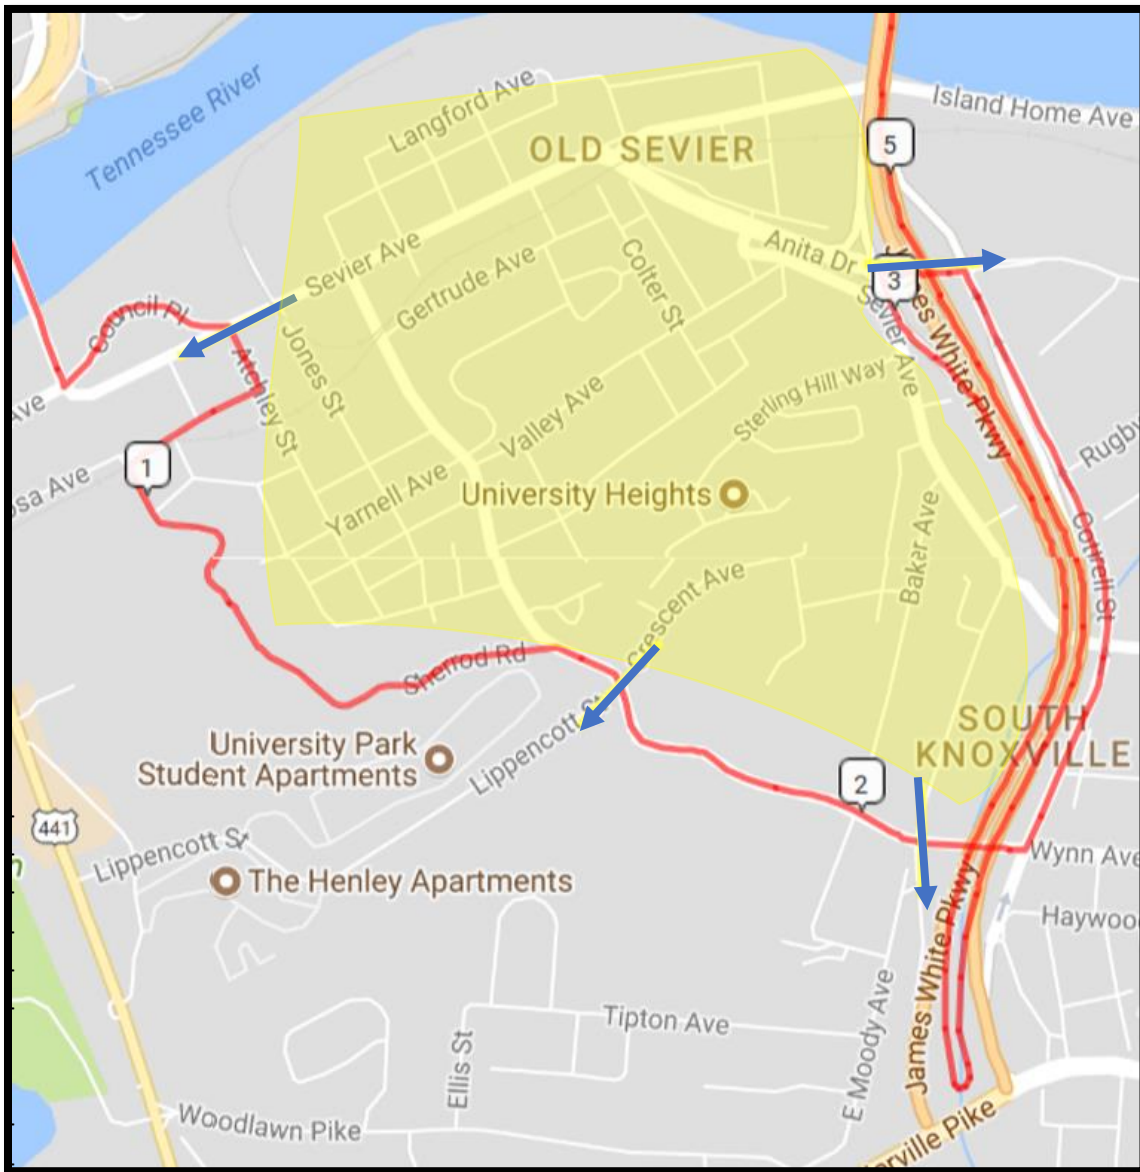 Tennessee River
Langford Ave
Island Home Ave
OLD SEVIER
5
Sevier Ave
Gertrude Ave
Colter St
Anita Dr
3
Sevier Ave
James White Pkwy
Council Pl
Atchley St
Jones St
Ave
Valley Ave
Sterling Hill Way
Rugby
1
osa Ave
Yarnell Ave
University Heights
Baker Ave
Cottrell St
Crescent Ave
Sherrod Rd
Lippencott St
SOUTH
KNOXVILLE
University Park
Student Apartments
2
441
Lippencott St
Wynn Ave
The Henley Apartments
James White Pkwy
Haywoo
Tipton Ave
Ellis St
E Moody Ave
Woodlawn Pike
erville Pike